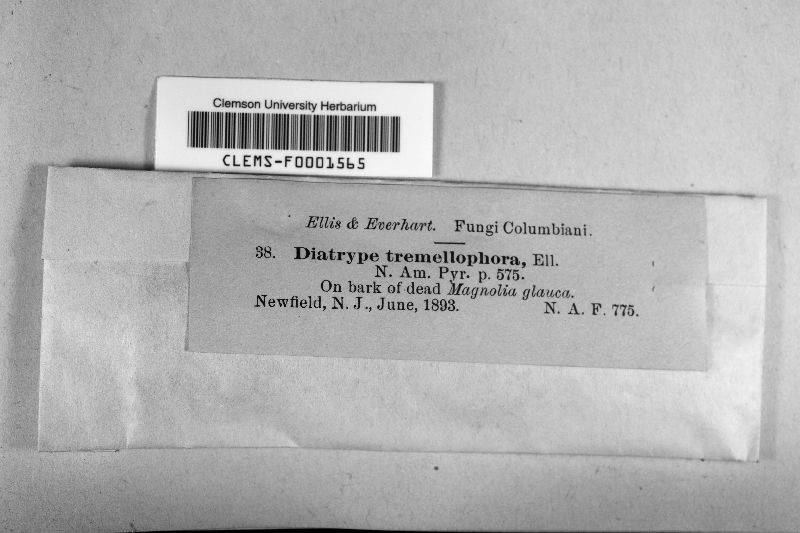 Clemson University Herbarium
CLEMS-F0001565
Ellis & Everhart. Fungi Columbiani.
38. Diatrype tremellophora, Ell.
N. Am. Pyr. p. 575.
On bark of dead Magnolia glauca.
Newfield, N. J., June, 1893. N. A. F. 775.